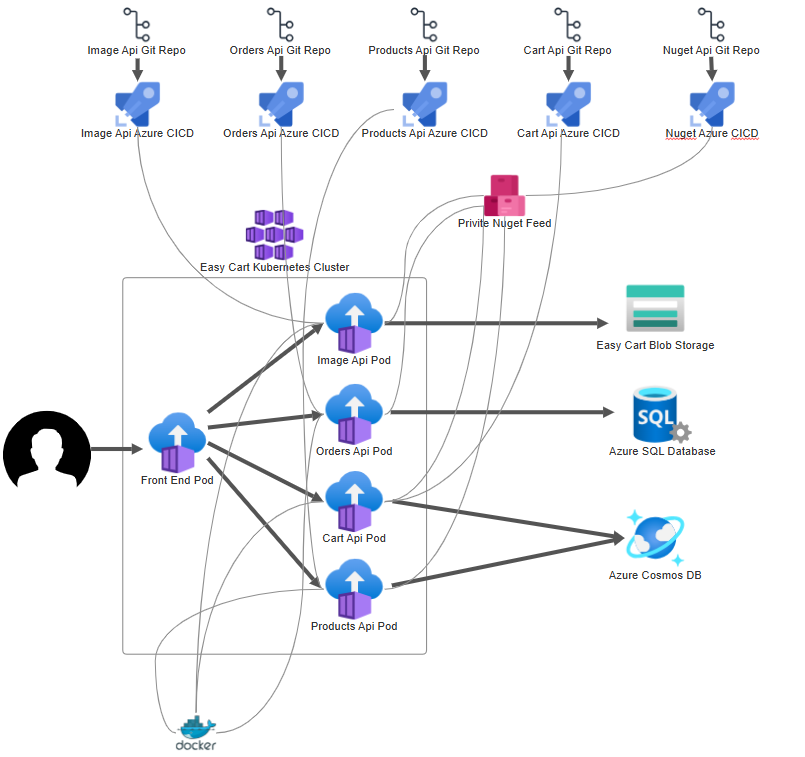 Image Api Git Repo
Orders Api Git Repo
Products Api Git Repo
Cart Api Git Repo
Nuget Api Git Repo
Image Api Azure CICD
Orders Api Azure CICD
Products Api Azure CICD
Cart Api Azure CICD
Nuget Azure CICD
Privite Nuget Feed
Easy Cart Kubernetes Cluster
Image Api Pod
Easy Cart Blob Storage
SQL
Orders Api Pod
Azure SQL Database
Front End Pod
Cart Api Pod
Azure Cosmos DB
Products Api Pod
docker